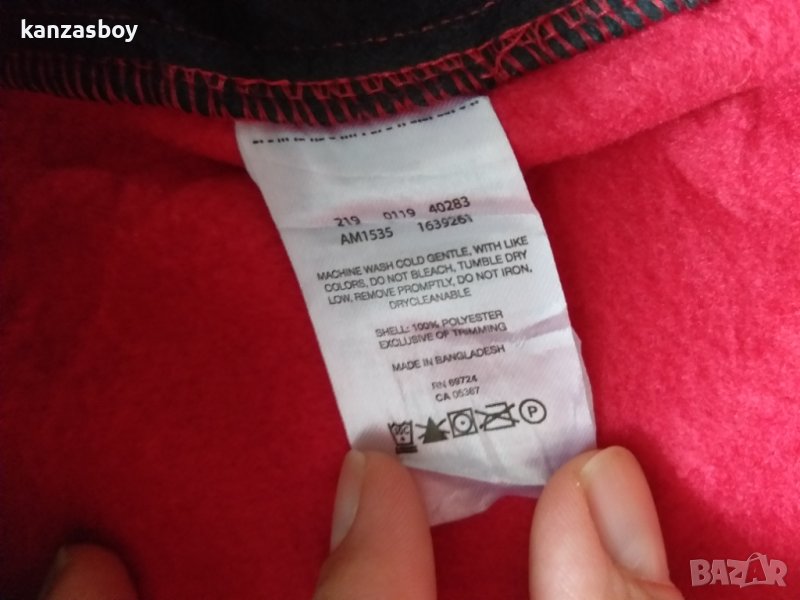 kanzasboy
219 0119 40283
AM1535 1639261
MACHINE WASH COLD GENTLE, WITH LIKE
COLORS, DO NOT BLEACH, TUMBLE DRY
LOW, REMOVE PROMPTLY, DO NOT IRON,
DRYCLEANABLE
SHELL: 100% POLYESTER
EXCLUSIVE OF TRIMMING
MADE IN BANGLADESH
RN 69724
CA 05367
30C
P
BAZAR